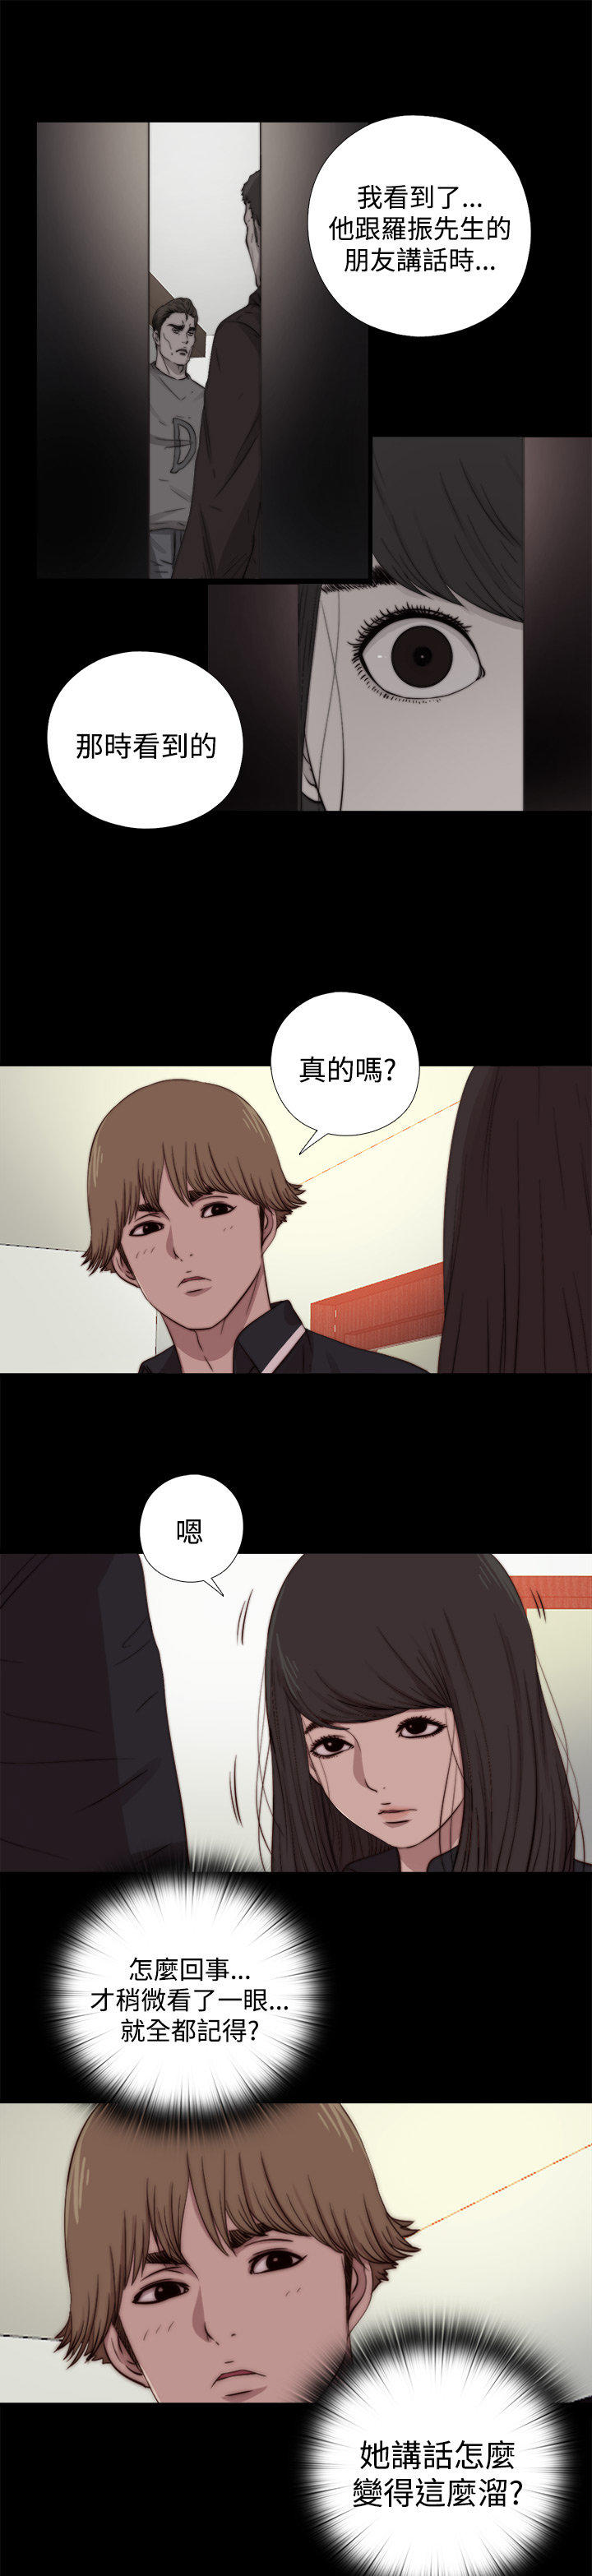 我看到了...
他跟羅振先生的
朋友講話時...
那時看到的
真的嗎?
嗯
怎麼回事...
才稍微看了一眼...
就全都記得?
她講話怎麼
變得這麼溜?